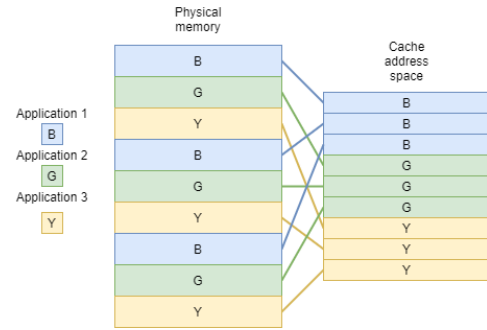 Physical
memory
Cache
address
space
Application 1
B
Application 2
G
Application 3
Y
B
G
Y
B
G
Y
B
G
Y
B
B
B
G
G
G
Y
Y
Y